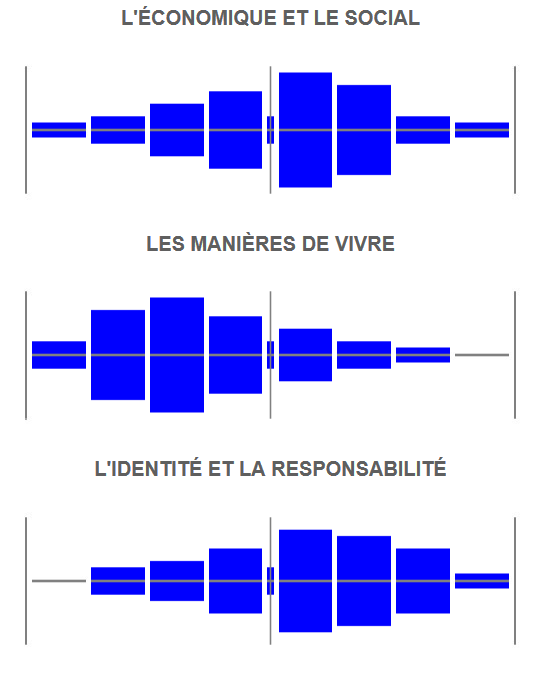 L'ÉCONOMIQUE ET LE SOCIAL
LES MANIÈRES DE VIVRE
L'IDENTITÉ ET LA RESPONSABILITÉ